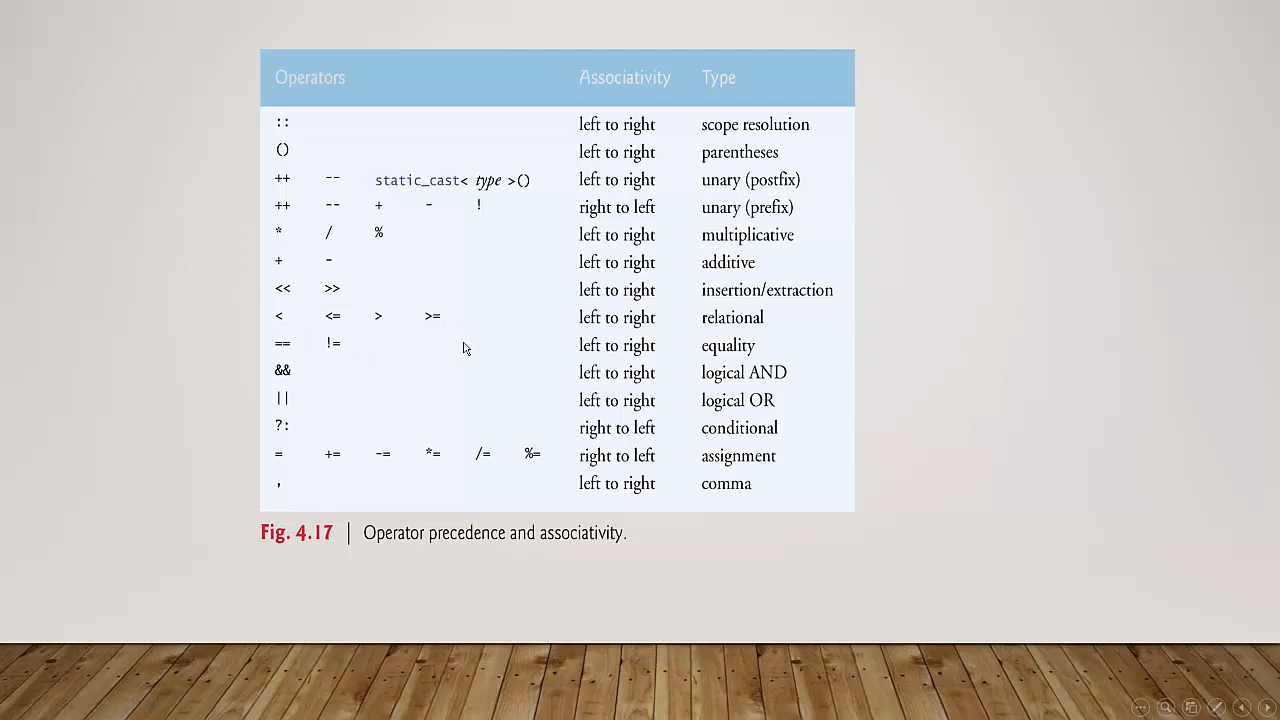 Operators Associativity Type
:: left to right scope resolution
() left to right parentheses
++ -- static_cast< type >() left to right unary (postfix)
++ -- + - ! right to left unary (prefix)
* / % left to right multiplicative
+ - left to right additive
<< >> left to right insertion/extraction
< <= > >= left to right relational
== != left to right equality
&& left to right logical AND
|| left to right logical OR
?: right to left conditional
= += -= *= /= %= right to left assignment
, left to right comma
Fig. 4.17 | Operator precedence and associativity.